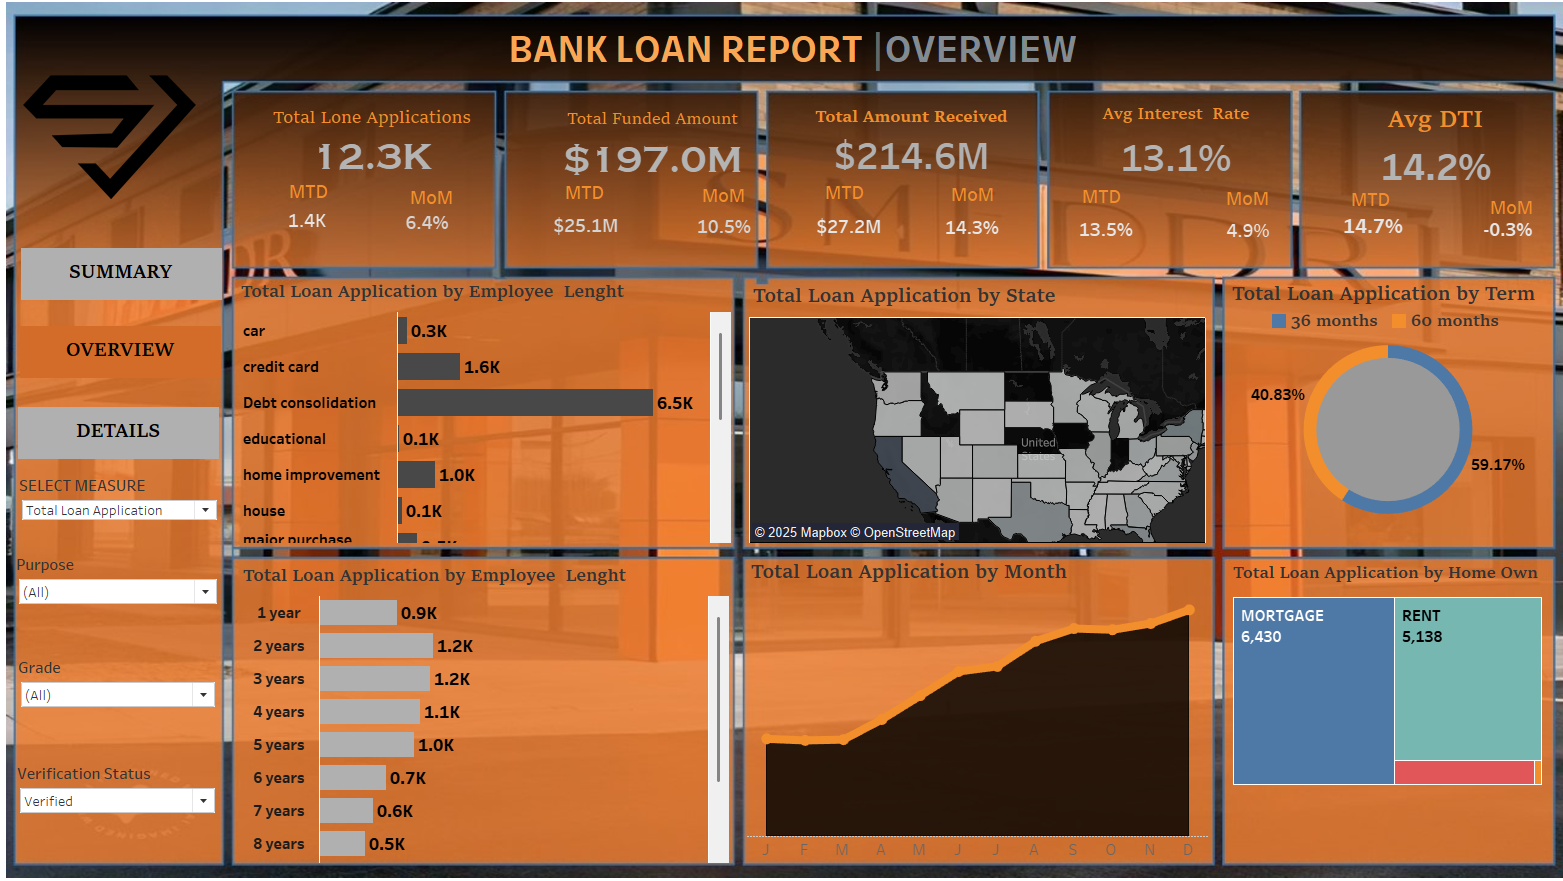 BANK LOAN REPORT |OVERVIEW
Total Lone Applications
12.3K
MTD
MoM
1.4K
6.4%
Total Funded Amount
$197.0M
MTD
MoM
$25.1M
10.5%
Total Amount Received
$214.6M
MTD
MoM
$27.2M
14.3%
Avg Interest Rate
13.1%
MTD
MoM
13.5%
4.9%
Avg DTI
14.2%
MTD
MoM
14.7%
-0.3%
SUMMARY
OVERVIEW
DETAILS
SELECT MEASURE
Total Loan Application
Purpose
(All)
Grade
(All)
Verification Status
Verified
Total Loan Application by Employee Lenght
car 0.3K
credit card 1.6K
Debt consolidation 6.5K
educational 0.1K
home improvement 1.0K
house 0.1K
major purchase
Total Loan Application by State
United
States
© 2025 Mapbox © OpenStreetMap
Total Loan Application by Term
36 months 60 months
40.83%
59.17%
Total Loan Application by Employee Lenght
1 year 0.9K
2 years 1.2K
3 years 1.2K
4 years 1.1K
5 years 1.0K
6 years 0.7K
7 years 0.6K
8 years 0.5K
Total Loan Application by Month
J F M A M J J A S O N D
Total Loan Application by Home Own
MORTGAGE
6,430
RENT
5,138